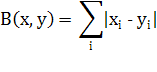 B(x, y) = ∑|xᵢ - yᵢ|
i